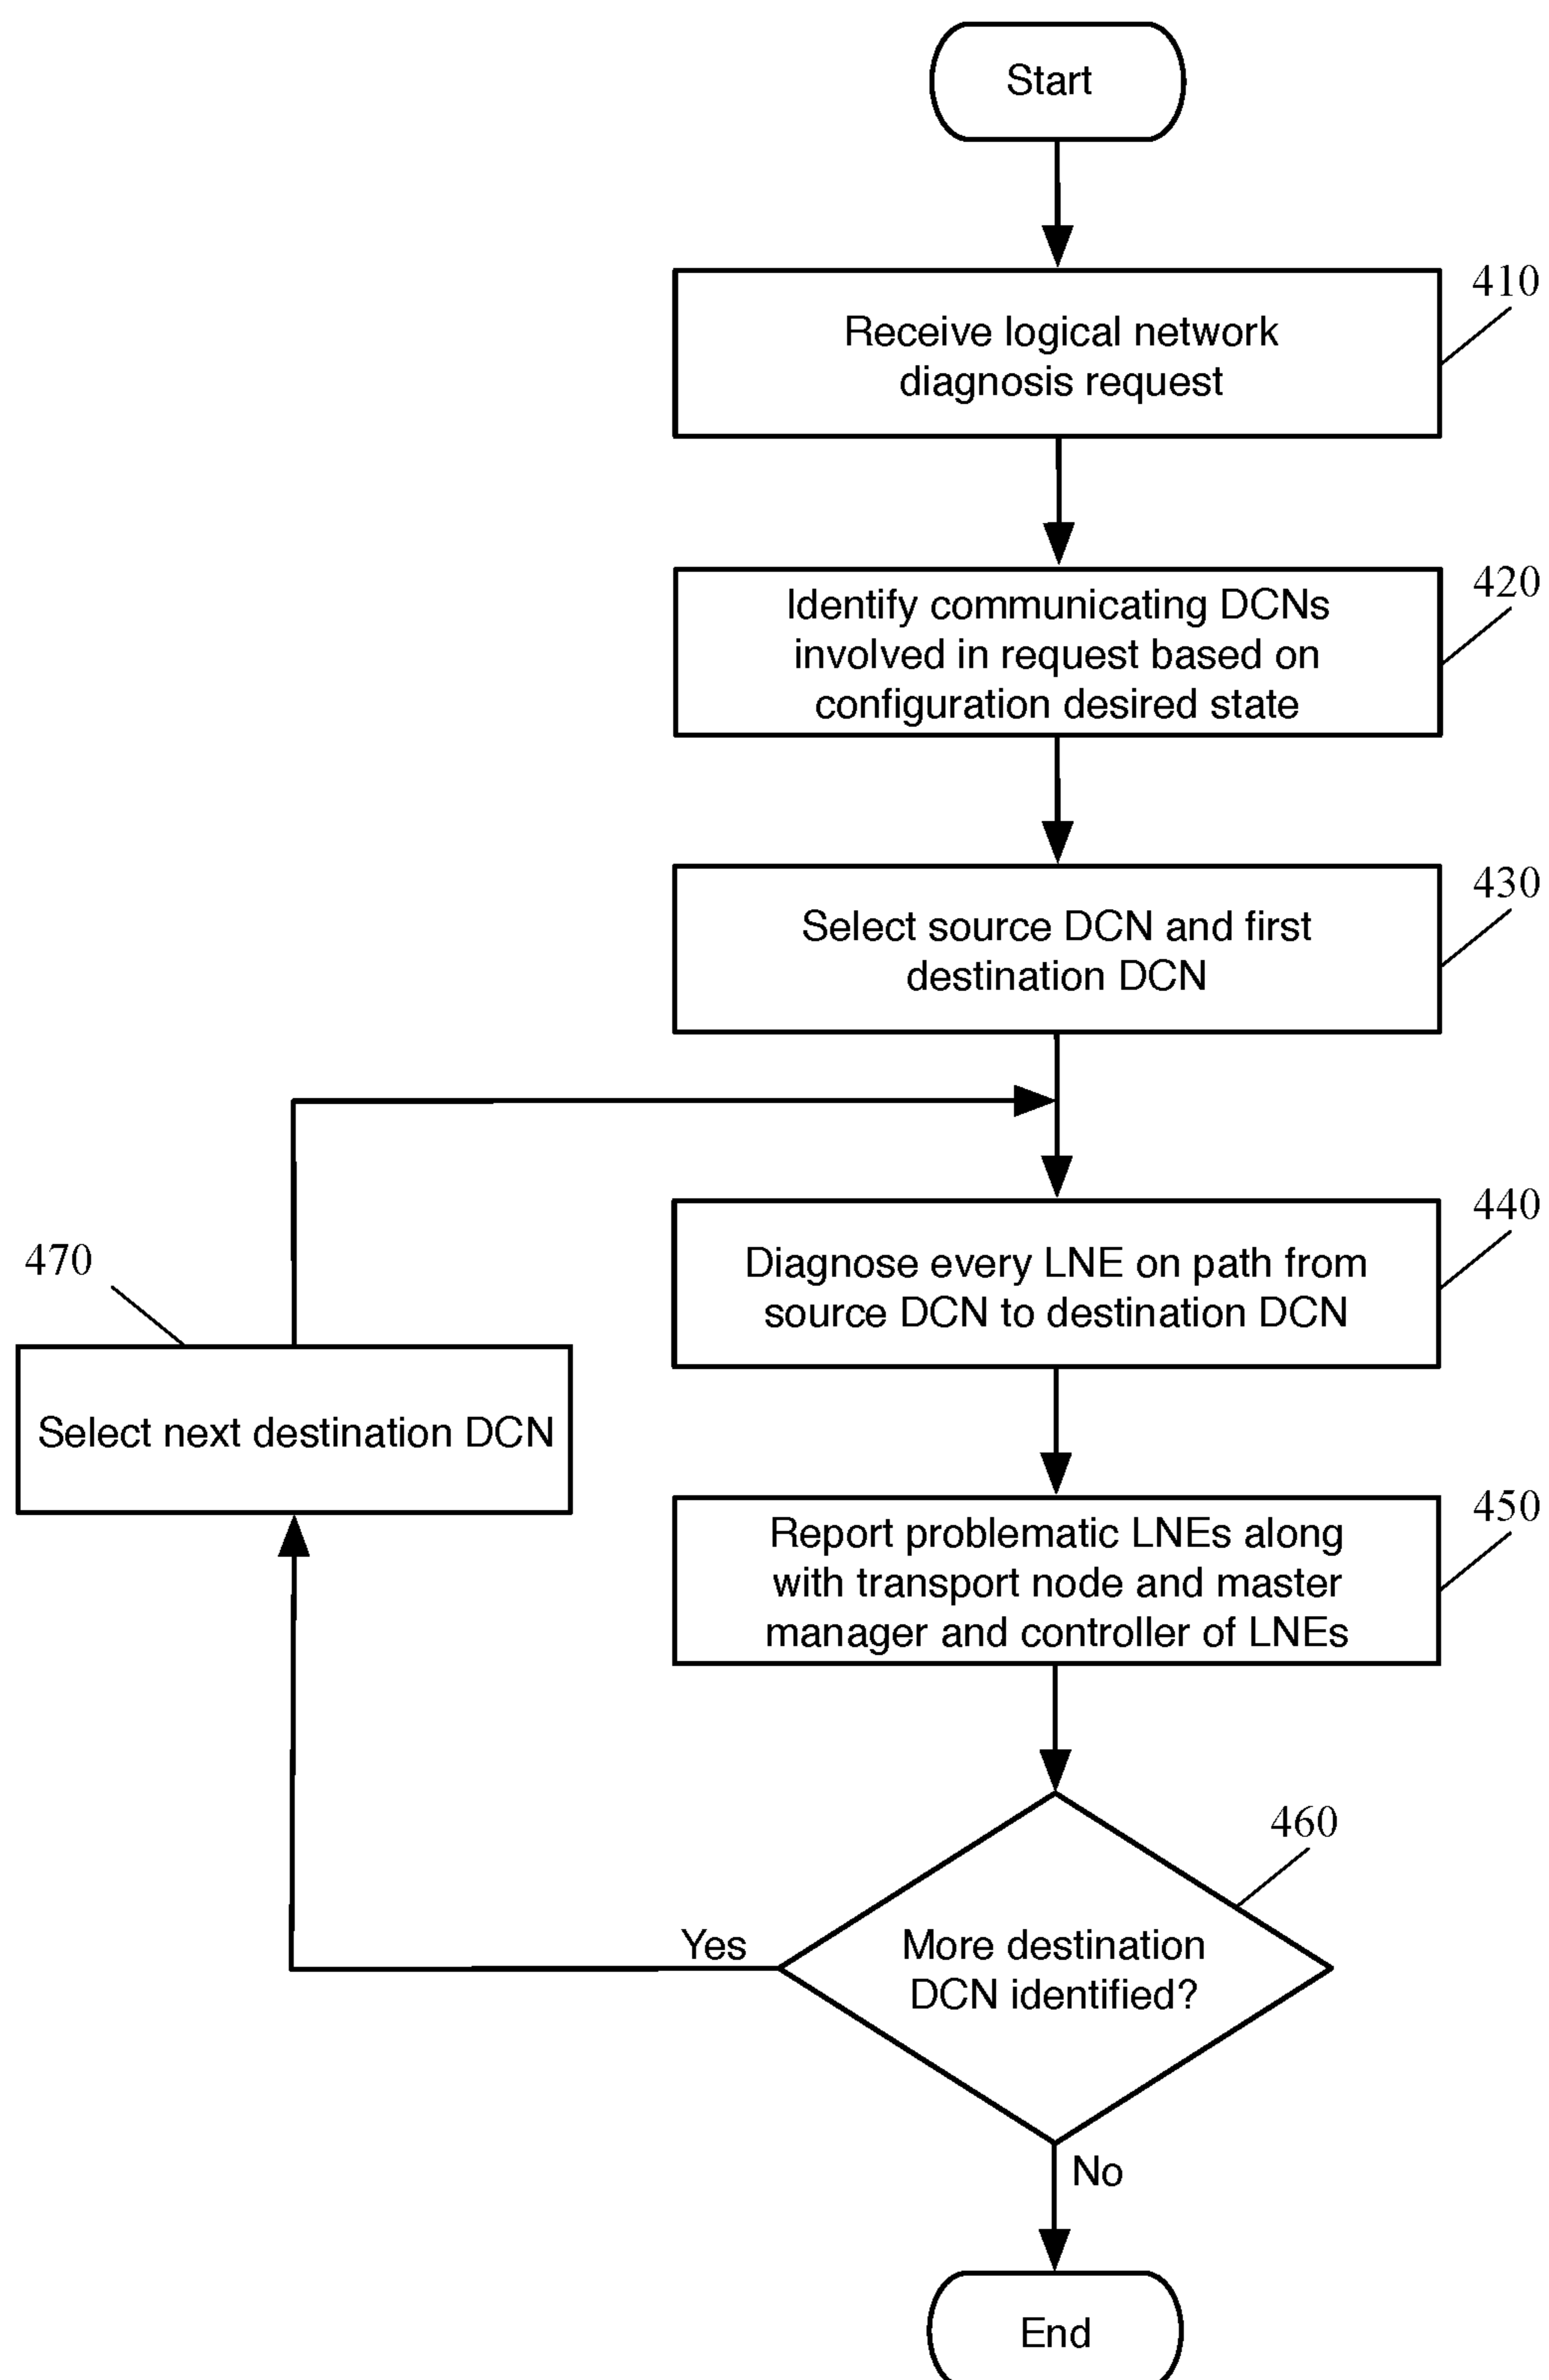 Start
410
Receive logical network
diagnosis request
420
Identify communicating DCNs
involved in request based on
configuration desired state
430
Select source DCN and first
destination DCN
440
Diagnose every LNE on path from
source DCN to destination DCN
470
Select next destination DCN
450
Report problematic LNEs along
with transport node and master
manager and controller of LNEs
460
More destination
DCN identified?
Yes
No
End